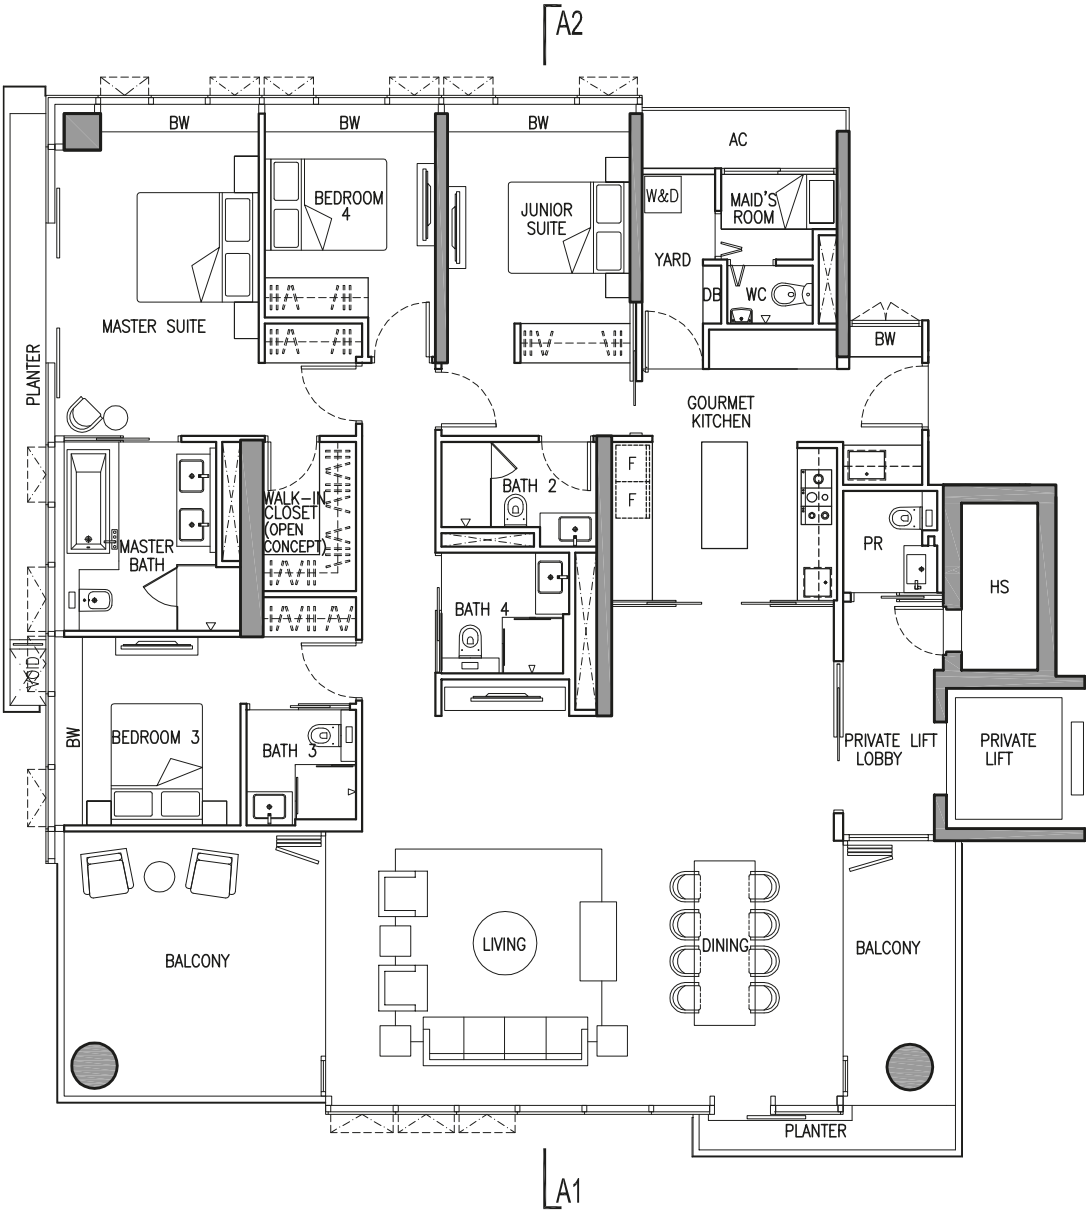 A2
BW
BW
BW
AC
BEDROOM
4
JUNIOR
SUITE
W&D
MAID'S
ROOM
YARD
DB
WC
MASTER SUITE
BW
PLANTER
GOURMET
KITCHEN
F
F
BATH 2
WALK-IN
CLOSET
(OPEN
CONCEPT)
MASTER
BATH
PR
HS
BATH 4
VOID
BW
BEDROOM 3
BATH 3
PRIVATE LIFT
LOBBY
PRIVATE
LIFT
BALCONY
LIVING
DINING
BALCONY
PLANTER
A1